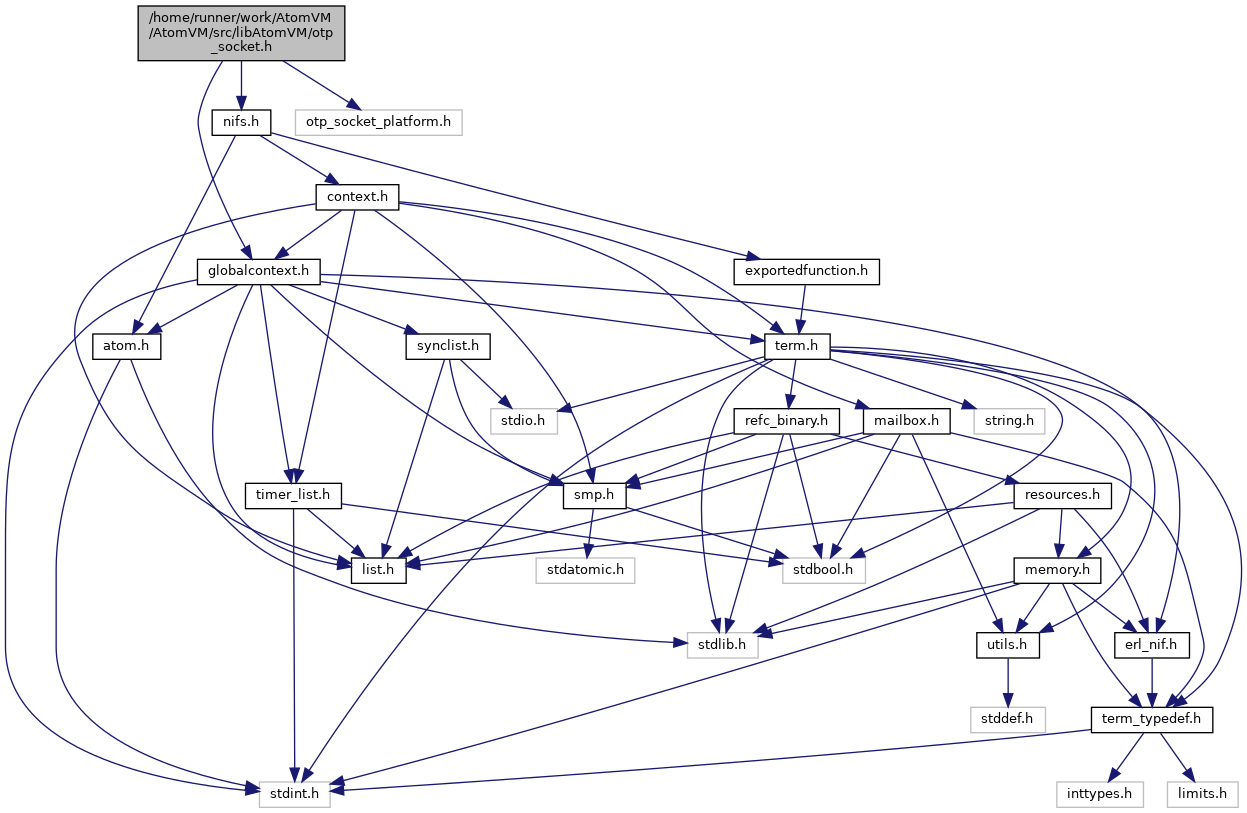 /home/runner/work/AtomVM
/AtomVM/src/libAtomVM/otp
_socket.h
nifs.h
otp_socket_platform.h
context.h
globalcontext.h
exportedfunction.h
atom.h
synclist.h
term.h
stdio.h
refc_binary.h
mailbox.h
string.h
timer_list.h
smp.h
resources.h
list.h
stdatomic.h
stdbool.h
memory.h
stdlib.h
utils.h
erl_nif.h
stddef.h
term_typedef.h
stdint.h
inttypes.h
limits.h